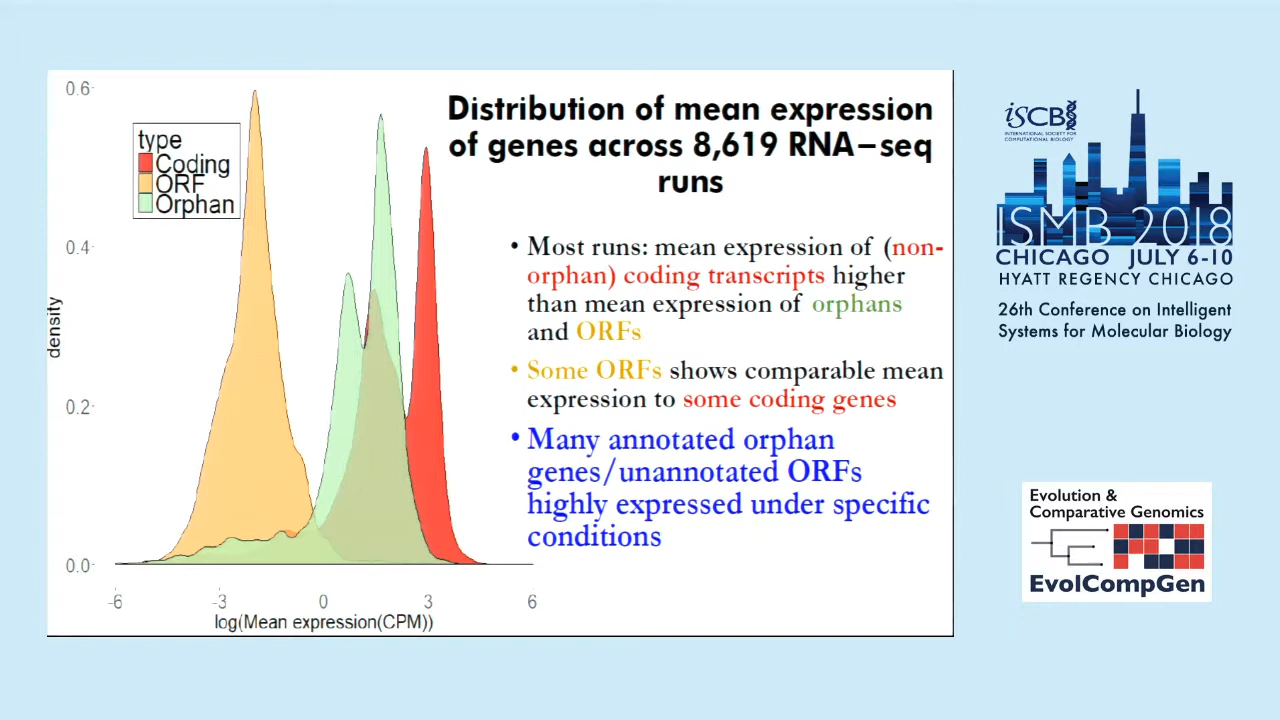 Distribution of mean expression
of genes across 8,619 RNA-seq
runs
0.6
0.4
0.2
0.0
density
type
Coding
ORF
Orphan
-6
-3
0
3
6
log(Mean expression(CPM))
• Most runs: mean expression of (non-
orphan) coding transcripts higher
than mean expression of orphans
and ORFs
• Some ORFs shows comparable mean
expression to some coding genes
• Many annotated orphan
genes/unannotated ORFs
highly expressed under specific
conditions
iSCB
INTERNATIONAL SOCIETY FOR
COMPUTATIONAL BIOLOGY
ISMB 2018
CHICAGO JULY 6-10
HYATT REGENCY CHICAGO
26th Conference on Intelligent
Systems for Molecular Biology
Evolution &
Comparative Genomics
EvolCompGen